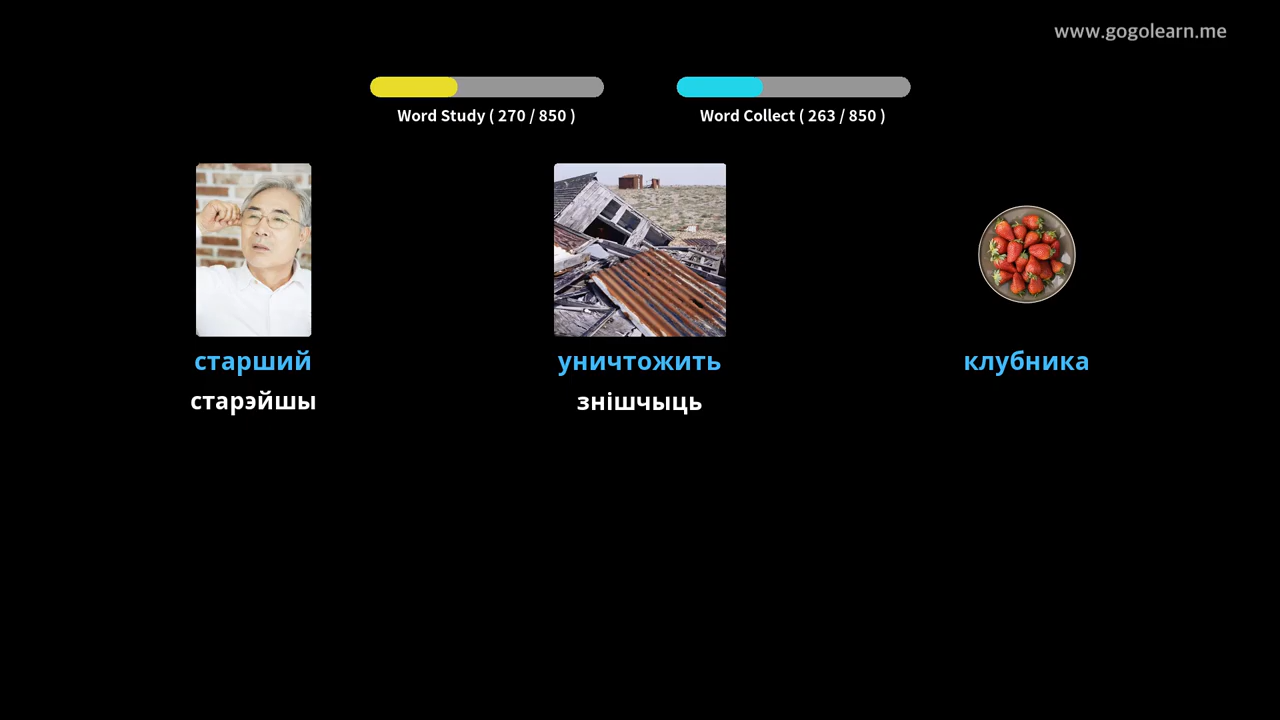 www.gogolearn.me
Word Study ( 270 / 850 )
Word Collect ( 263 / 850 )
старший
уничтожить
клубника
старэйшы
знішчыць